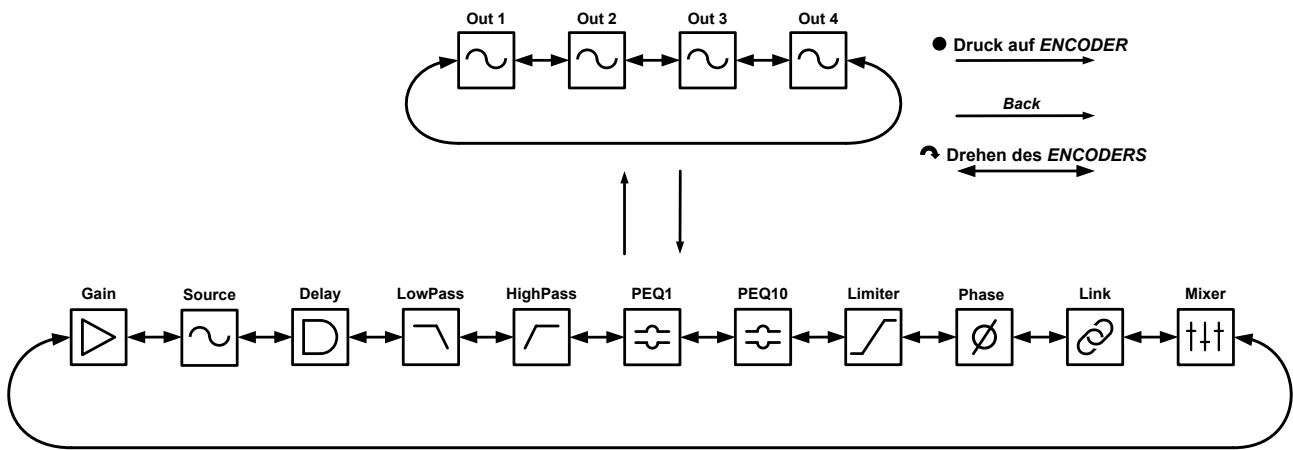 Out 1 Out 2 Out 3 Out 4
● Druck auf ENCODER
Back
Drehen des ENCODERS
Gain Source Delay LowPass HighPass PEQ1 PEQ10 Limiter Phase Link Mixer